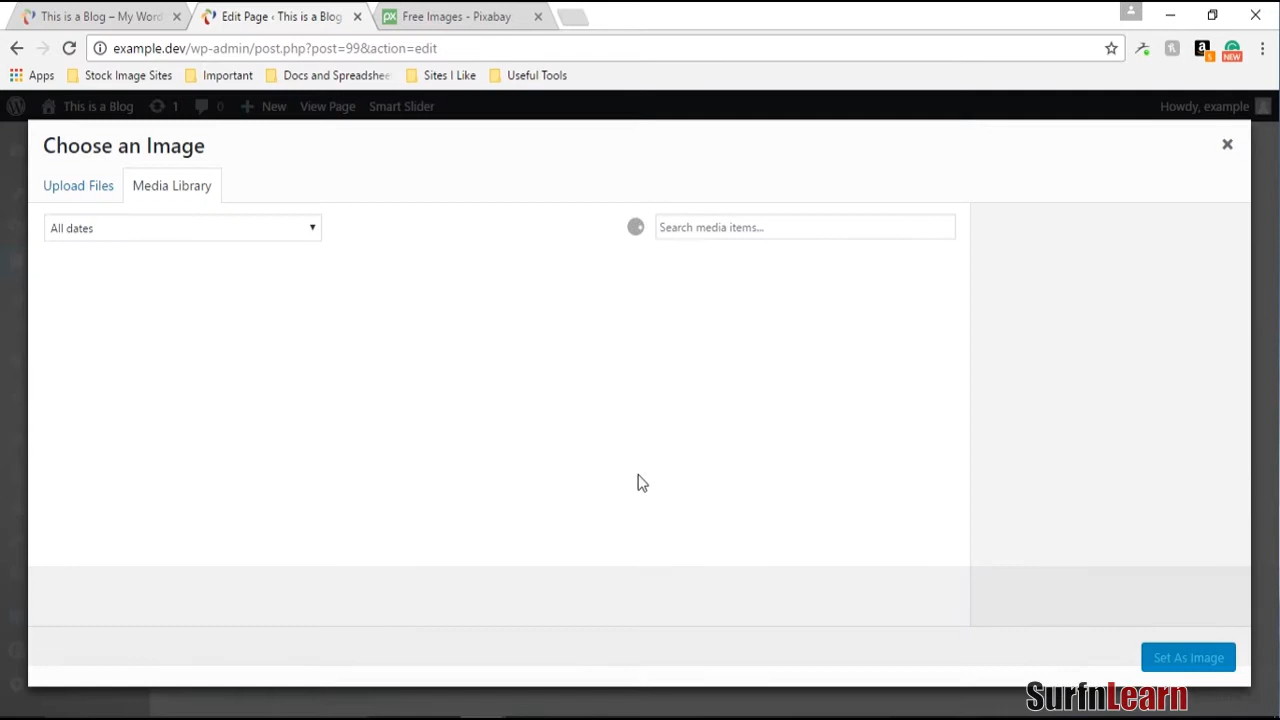 This is a Blog – My Word
Edit Page ‹ This is a Blog
Free Images - Pixabay
example.dev/wp-admin/post.php?post=99&action=edit
NEW
Apps
Stock Image Sites
Important
Docs and Spreadshee
Sites I Like
Useful Tools
This is a Blog
1
0
New
View Page
Smart Slider
Howdy, example
Choose an Image
Upload Files
Media Library
All dates
Search media items...
Set As Image
SurfnLearn